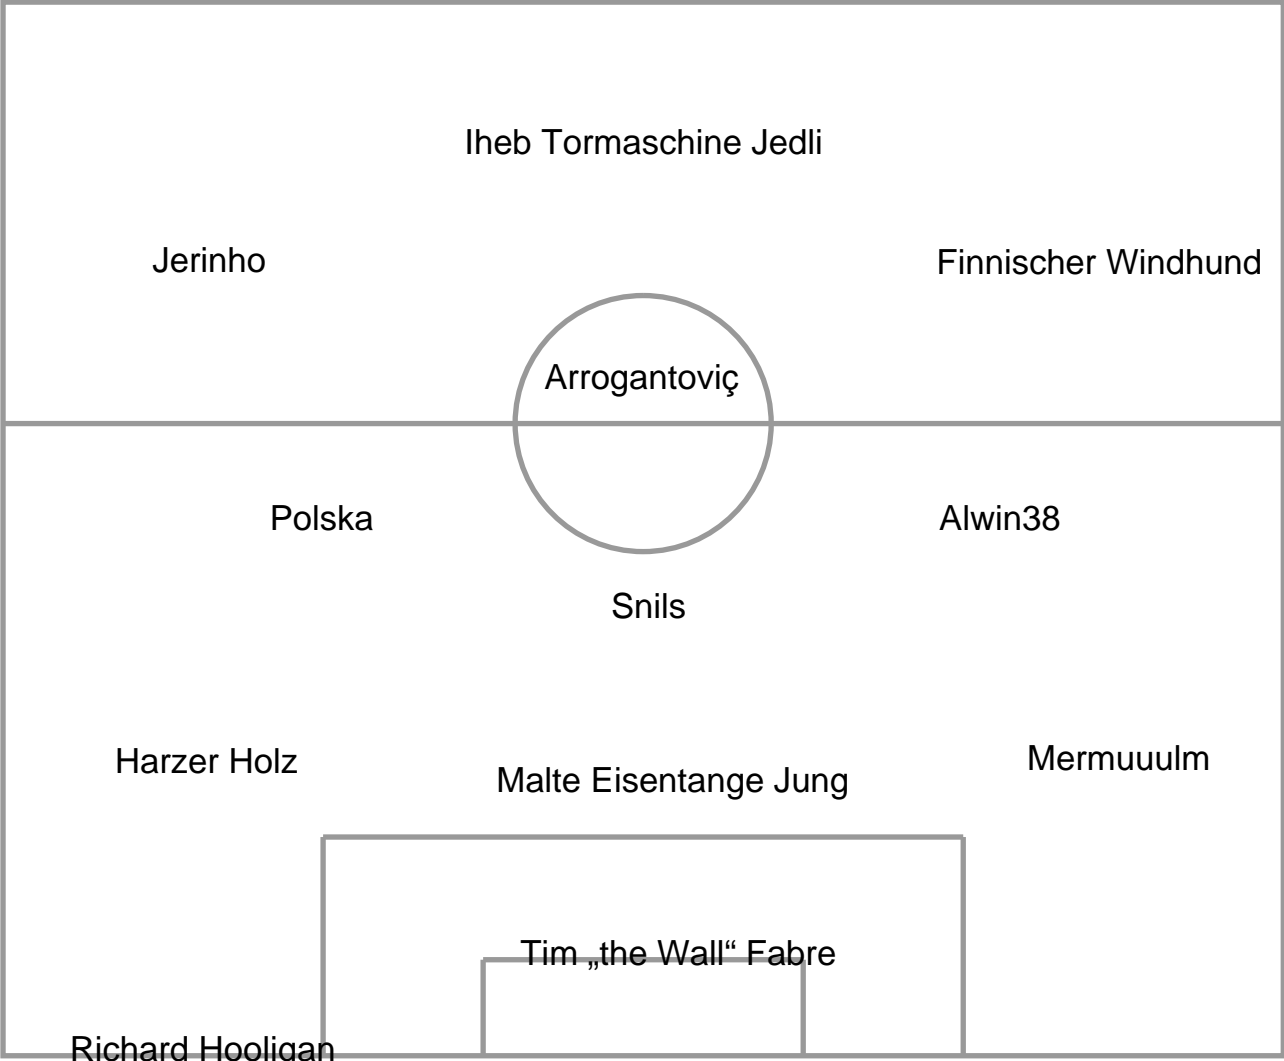 Iheb Tormaschine Jedli
Jerinho
Finnischer Windhund
Arrogantoviç
Polska
Alwin38
Snils
Harzer Holz
Malte Eisentange Jung
Mermuuulm
Tim „the Wall“ Fabre
Richard Hooligan